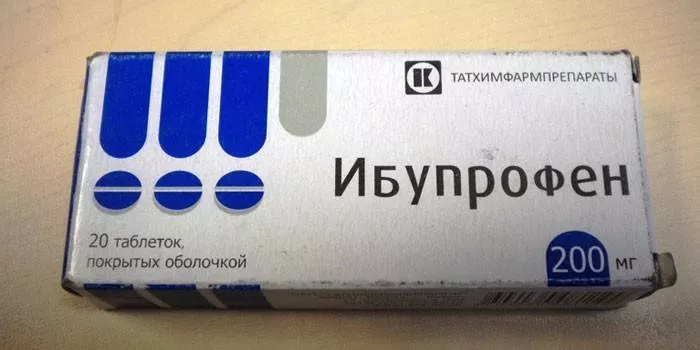 ТАТХИМФАРМПРЕПАРАТЫ
Ибупрофен
20 таблеток,
покрытых оболочкой
200 мг